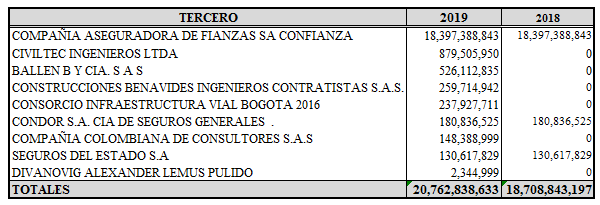 TERCERO 2019 2018
COMPAÑIA ASEGURADORA DE FIANZAS SA CONFIANZA 18,397,388,843 18,397,388,843
CIVILTEC INGENIEROS LTDA 879,505,950 0
BALLEN B Y CIA. S A S 526,112,835 0
CONSTRUCCIONES BENAVIDES INGENIEROS CONTRATISTAS S.A.S. 259,714,942 0
CONSORCIO INFRAESTRUCTURA VIAL BOGOTA 2016 237,927,711 0
CONDOR S.A. CIA DE SEGUROS GENERALES . 180,836,525 180,836,525
COMPAÑIA COLOMBIANA DE CONSULTORES S.A.S 148,388,999 0
SEGUROS DEL ESTADO S.A 130,617,829 130,617,829
DIVANOVIG ALEXANDER LEMUS PULIDO 2,344,999 0
TOTALES 20,762,838,633 18,708,843,197